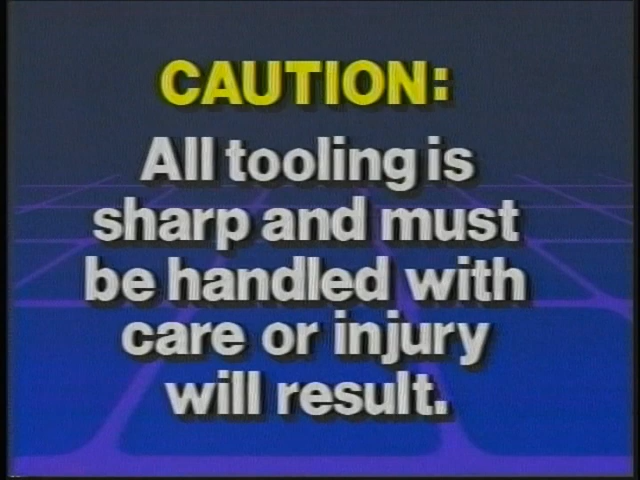 CAUTION:
All tooling is
sharp and must
be handled with
care or injury
will result.